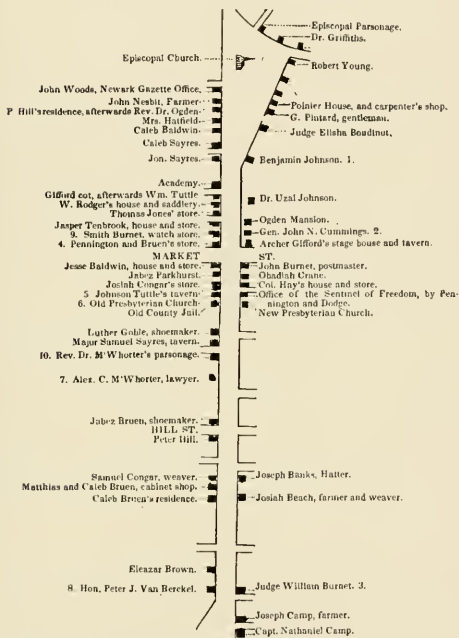 Episcopal Parsonage.
Dr. Griffiths.
Episcopal Church.
Robert Young.
John Woods, Newark Gazette Office.
John Nesbit, Farmer
P Hill's residence, afterwards Rev. Dr. Ogden
Mrs. Hatfield
Caleb Baldwin.
Caleb Sayres.
Jon. Sayres.
Poinier House, and carpenter's shop.
G. Pintard, gentleman.
Judge Elisha Boudinot,
Benjamin Johnson. 1.
Academy.
Gifford cot, afterwards Wm. Tuttle
W. Rodger's house and saddlery.
Thomas Jones' store.
Jasper Tenbrook, house and store.
9. Smith Burnet, watch store.
4. Pennington and Bruen's store.
Dr. Uzal Johnson.
Ogden Mansion.
Gen. John N. Cummings. 2.
Archer Gifford's stage house and tavern.
MARKET ST.
Jesse Baldwin, house and store.
Jabez Parkhurst.
Josiah Congar's store.
5 Johnson Tuttle's tavern
6. Old Presbyterian Church
Old County Jail.
John Burnet, postmaster.
Obadiah Crane.
Col. Hay's house and store.
Office of the Sentinel of Freedom, by Pen-
nington and Dodge.
New Presbyterian Church.
Luther Goble, shoemaker.
Major Samuel Sayres, tavern.
10. Rev. Dr. M'Whorter's parsonage.
7. Alex. C. M'Whorter, lawyer.
Jabez Bruen, shoemaker.
HILL ST.
Peter Hill.
Samuel Congar, weaver.
Matthias and Caleb Bruen, cabinet shop.
Caleb Bruen's residence.
Joseph Banks, Hatter.
Josiah Beach, farmer and weaver.
Eleazar Brown.
8. Hon. Peter J. Van Berckel.
Judge William Burnet. 3.
Joseph Camp, farmer.
Capt. Nathaniel Camp.